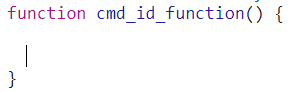 function cmd_id_function() {
}